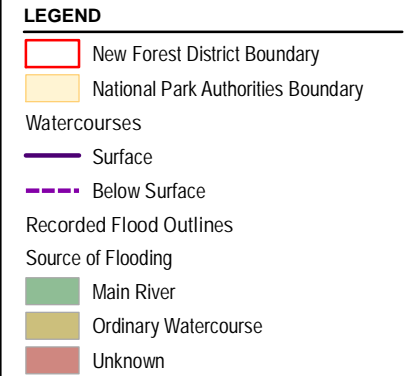 LEGEND
New Forest District Boundary
National Park Authorities Boundary
Watercourses
Surface
Below Surface
Recorded Flood Outlines
Source of Flooding
Main River
Ordinary Watercourse
Unknown